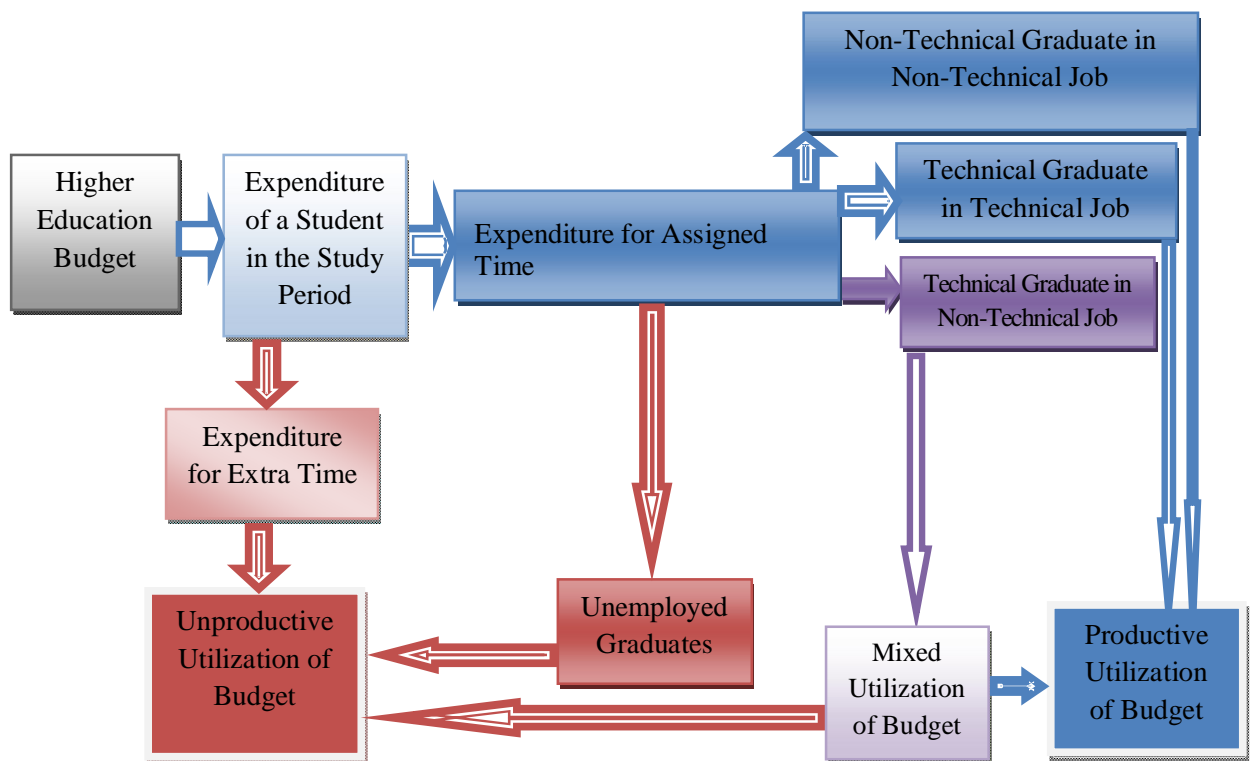 Non-Technical Graduate in
Non-Technical Job
Higher
Education
Budget
Expenditure
of a Student
in the Study
Period
Expenditure for Assigned
Time
Technical Graduate
in Technical Job
Technical Graduate in
Non-Technical Job
Expenditure
for Extra Time
Unproductive
Utilization of
Budget
Unemployed
Graduates
Mixed
Utilization
of Budget
Productive
Utilization
of Budget